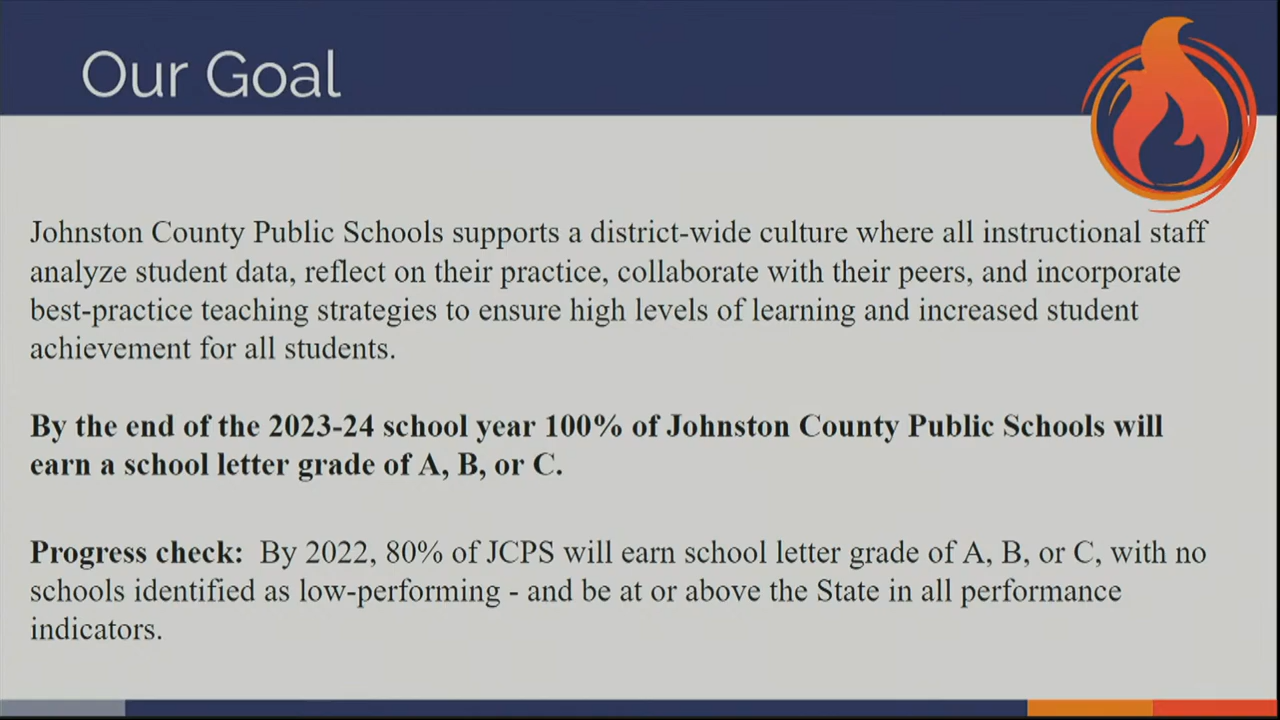 Our Goal
Johnston County Public Schools supports a district-wide culture where all instructional staff
analyze student data, reflect on their practice, collaborate with their peers, and incorporate
best-practice teaching strategies to ensure high levels of learning and increased student
achievement for all students.
By the end of the 2023-24 school year 100% of Johnston County Public Schools will
earn a school letter grade of A, B, or C.
Progress check: By 2022, 80% of JCPS will earn school letter grade of A, B, or C, with no
schools identified as low-performing - and be at or above the State in all performance
indicators.